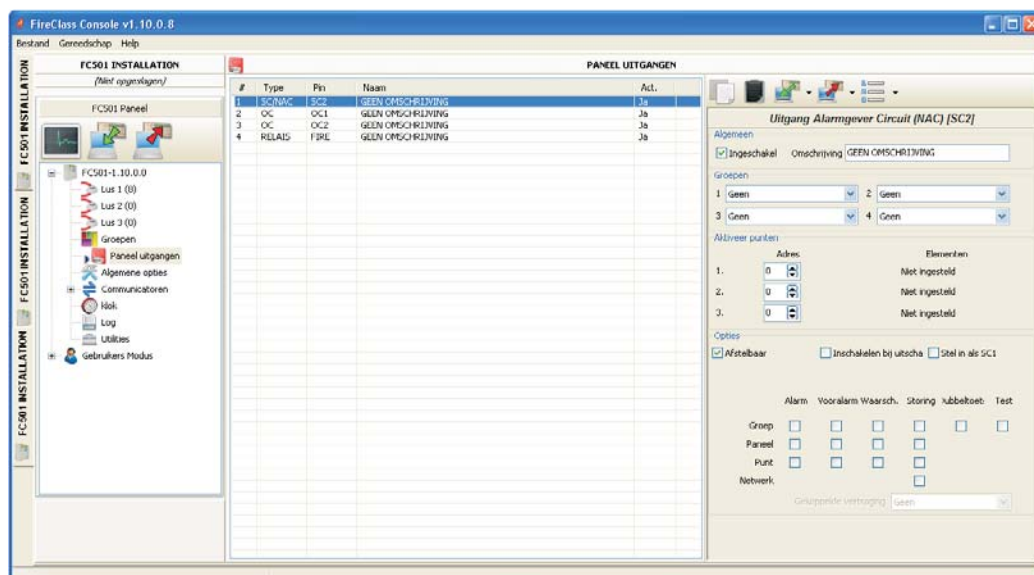 FireClass Console v1.10.0.8
Bestand Gereedschap Help
FC501 INSTALLATION
FC501 INSTALLATION
FC501 INSTALLATION
FC501 INSTALLATION
(Niet opgeslagen)
FC501 Paneel
FC501-1.10.0.0
Lus 1 (0)
Lus 2 (0)
Lus 3 (0)
Groepen
Paneel uitgangen
Algemene opties
Communicatoren
klok
Log
Utilities
Gebruikers Modus
PANEEL UITGANGEN
# Type Pin Naam Act.
1 SC/NAC SC2 GEEN OMSCHRIJVING Ja
2 OC OC1 GEEN OMSCHRIJVING Ja
3 OC OC2 GEEN OMSCHRIJVING Ja
4 RELAIS FIRE GEEN OMSCHRIJVING Ja
Uitgang Alarmgever Circuit (NAC) [SC2]
Algemeen
Ingeschakel Omschrijving GEEN OMSCHRIJVING
Groepen
1 Geen 2 Geen
3 Geen 4 Geen
Aktiveer punten
Adres Elementen
1. 0 Niet ingesteld
2. 0 Niet ingesteld
3. 0 Niet ingesteld
Opties
Afstelbaar Inschakelen bij uitscha Stel in als SC1
Alarm Vooralarm Waarsch. Storing Test
Groep
Paneel
Punt
Netwerk
Gekoppelde vertraging Geen